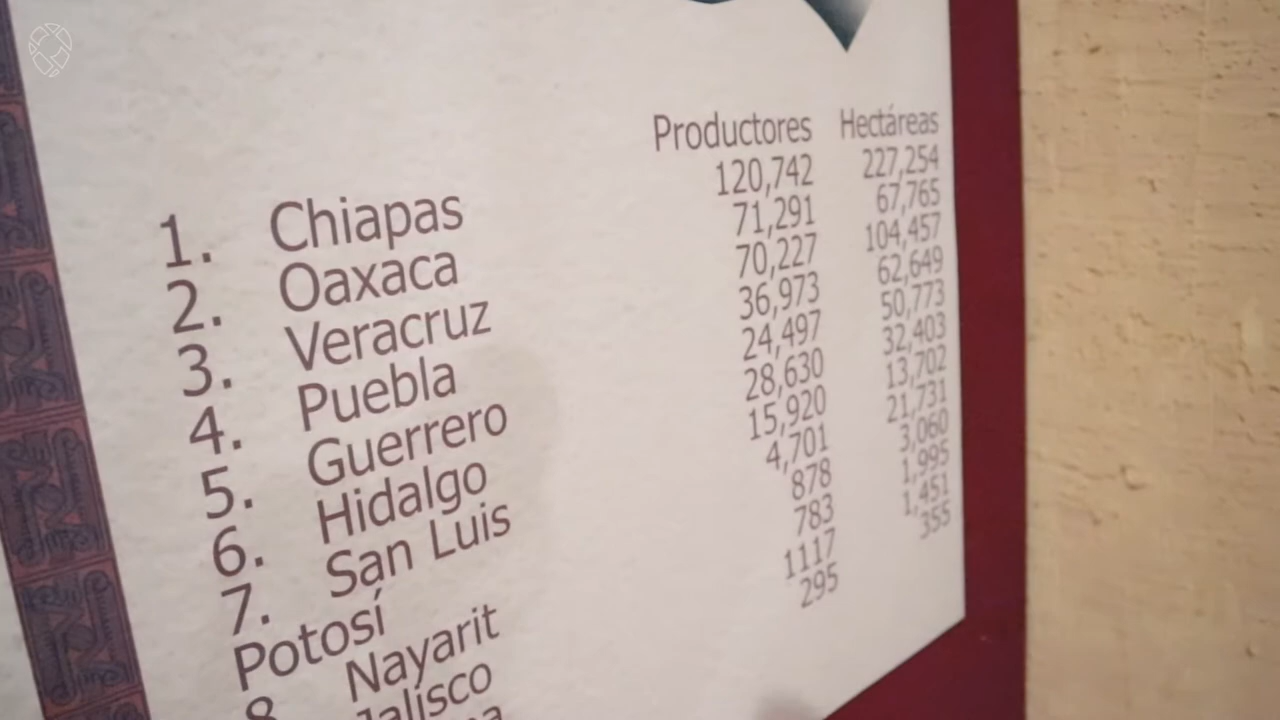 Productores Hectáreas
120,742 227,254
71,291 67,765
70,227 104,457
36,973 62,649
24,497 50,773
28,630 32,403
15,920 13,702
4,701 21,731
878 3,060
783 1,995
1117 1,451
295 355
1. Chiapas
2. Oaxaca
3. Veracruz
4. Puebla
5. Guerrero
6. Hidalgo
7. San Luis
Potosí
8. Nayarit
Jalisco